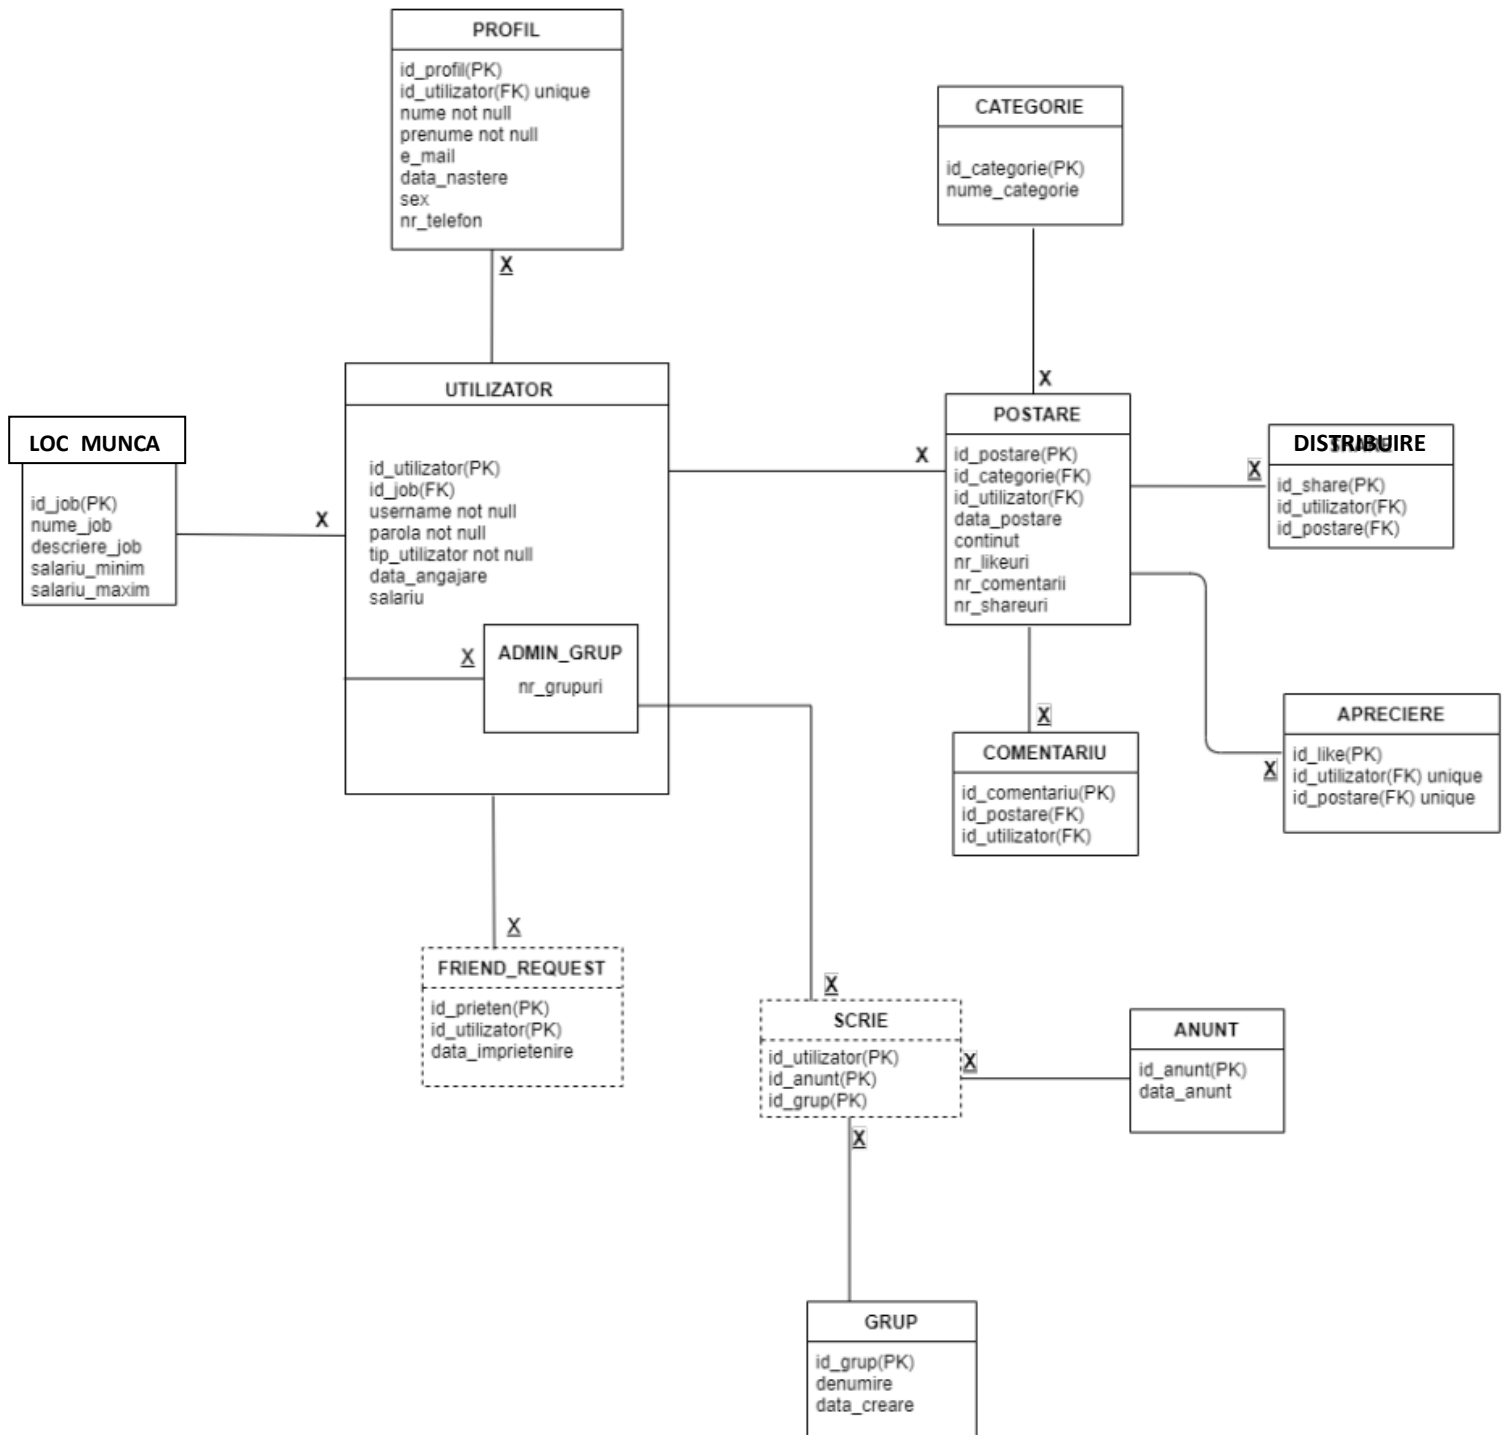 PROFIL
id_profil(PK)
id_utilizator(FK) unique
nume not null
prenume not null
e_mail
data_nastere
sex
nr_telefon
X
CATEGORIE
id_categorie(PK)
nume_categorie
X
UTILIZATOR
id_utilizator(PK)
id_job(FK)
username not null
parola not null
tip_utilizator not null
data_angajare
salariu
X
ADMIN_GRUP
nr_grupuri
LOC MUNCA
id_job(PK)
nume_job
descriere_job
salariu_minim
salariu_maxim
X
X
POSTARE
id_postare(PK)
id_categorie(FK)
id_utilizator(FK)
data_postare
continut
nr_likeuri
nr_comentarii
nr_shareuri
X
DISTRIBUIRE
id_share(PK)
id_utilizator(FK)
id_postare(FK)
X
APRECIERE
id_like(PK)
id_utilizator(FK) unique
id_postare(FK) unique
X
COMENTARIU
id_comentariu(PK)
id_postare(FK)
id_utilizator(FK)
X
FRIEND_REQUEST
id_prieten(PK)
id_utilizator(PK)
data_imprietenire
X
SCRIE
id_utilizator(PK)
id_anunt(PK)
id_grup(PK)
X
X
ANUNT
id_anunt(PK)
data_anunt
GRUP
id_grup(PK)
denumire
data_creare